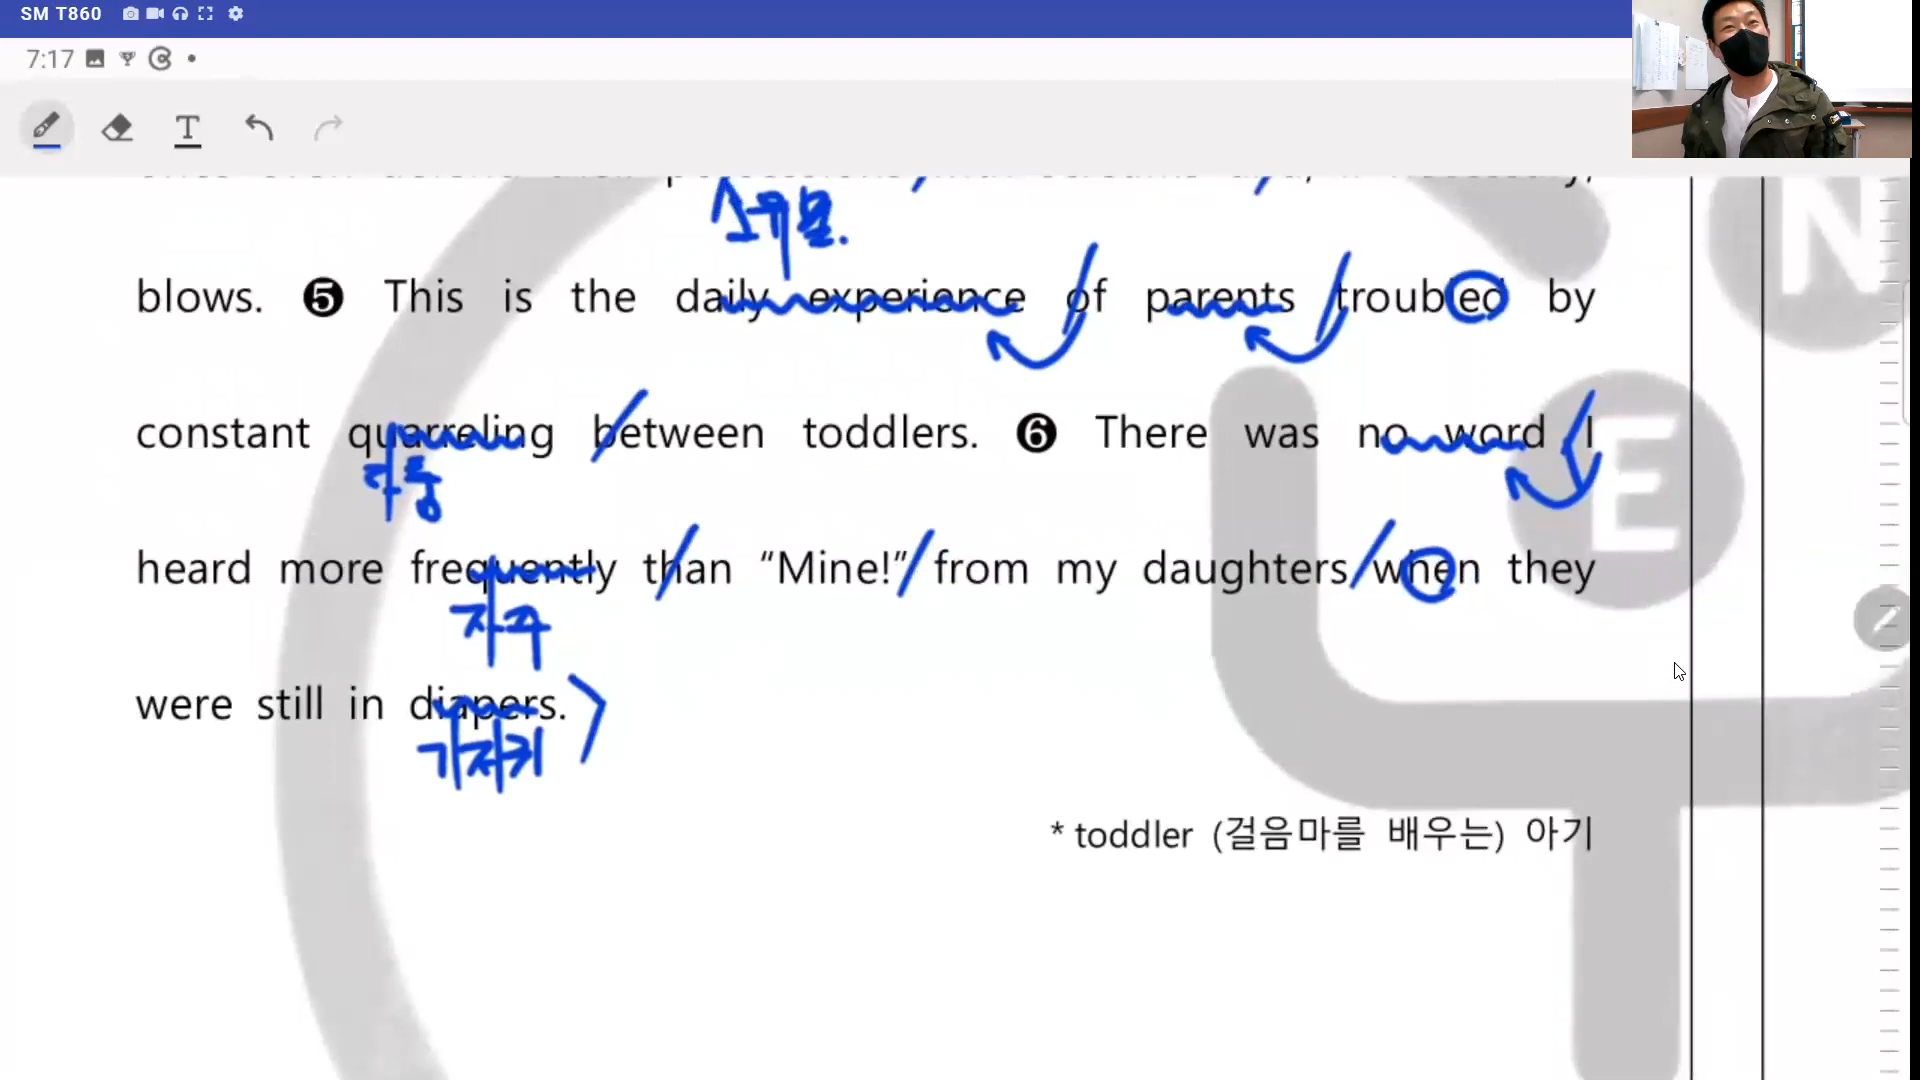 SM T860
7:17
소유물.
blows. ❺ This is the daily experience of parents troubled by
constant quarreling between toddlers. ❻ There was no word I
다툼
heard more frequently than “Mine!” from my daughters when they
자주
were still in diapers.
기저귀
* toddler (걸음마를 배우는) 아기
N
E
T